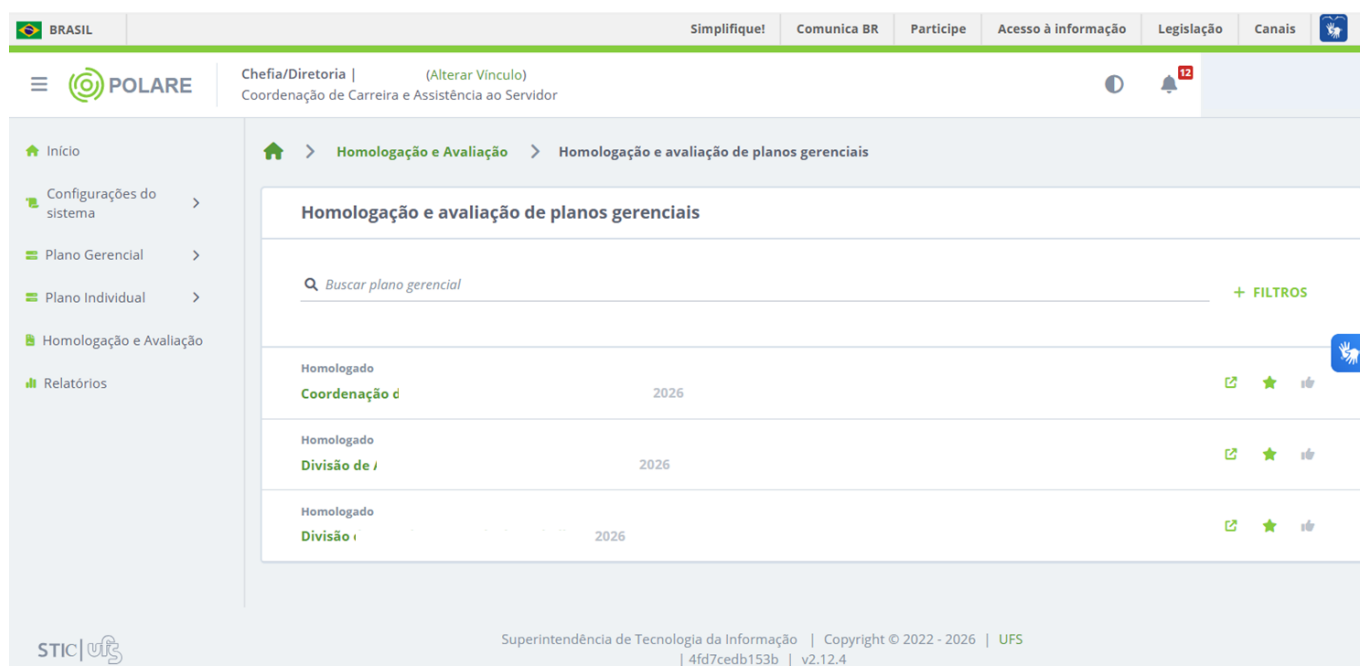 BRASIL Simplifique! Comunica BR Participe Acesso à informação Legislação Canais
POLARE
Chefia/Diretoria | (Alterar Vínculo)
Coordenação de Carreira e Assistência ao Servidor
12
Início
Configurações do
sistema
Plano Gerencial
Plano Individual
Homologação e Avaliação
Relatórios
Homologação e Avaliação > Homologação e avaliação de planos gerenciais
Homologação e avaliação de planos gerenciais
Buscar plano gerencial
+ FILTROS
Homologado
Coordenação d 2026
Homologado
Divisão de 2026
Homologado
Divisão 2026
STIC| UFS
Superintendência de Tecnologia da Informação | Copyright © 2022 - 2026 | UFS
| 4fd7cedb153b | v2.12.4